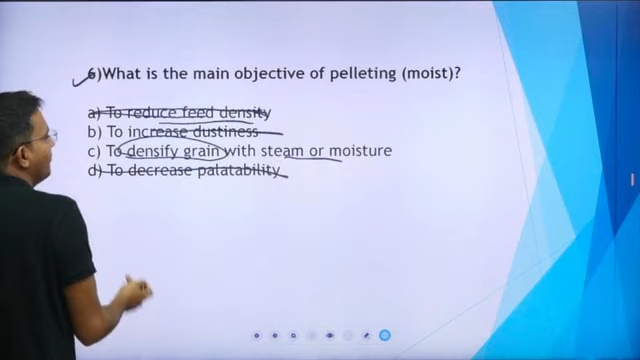 6)What is the main objective of pelleting (moist)?
a) To reduce feed density
b) To increase dustiness
c) To densify grain with steam or moisture
d) To decrease palatability